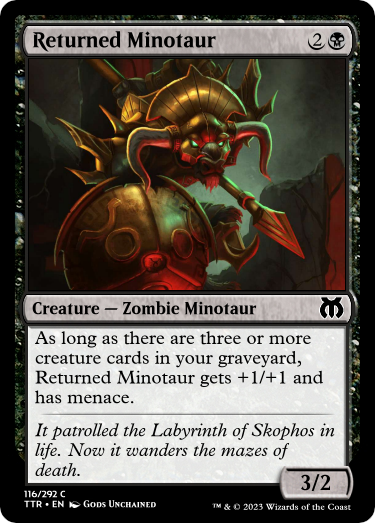 Returned Minotaur 2
Creature — Zombie Minotaur
As long as there are three or more
creature cards in your graveyard,
Returned Minotaur gets +1/+1 and
has menace.
It patrolled the Labyrinth of Skophos in
life. Now it wanders the mazes of
death.
3/2
116/292 C
TTR • EN Gods Unchained
™ & © 2023 Wizards of the Coast